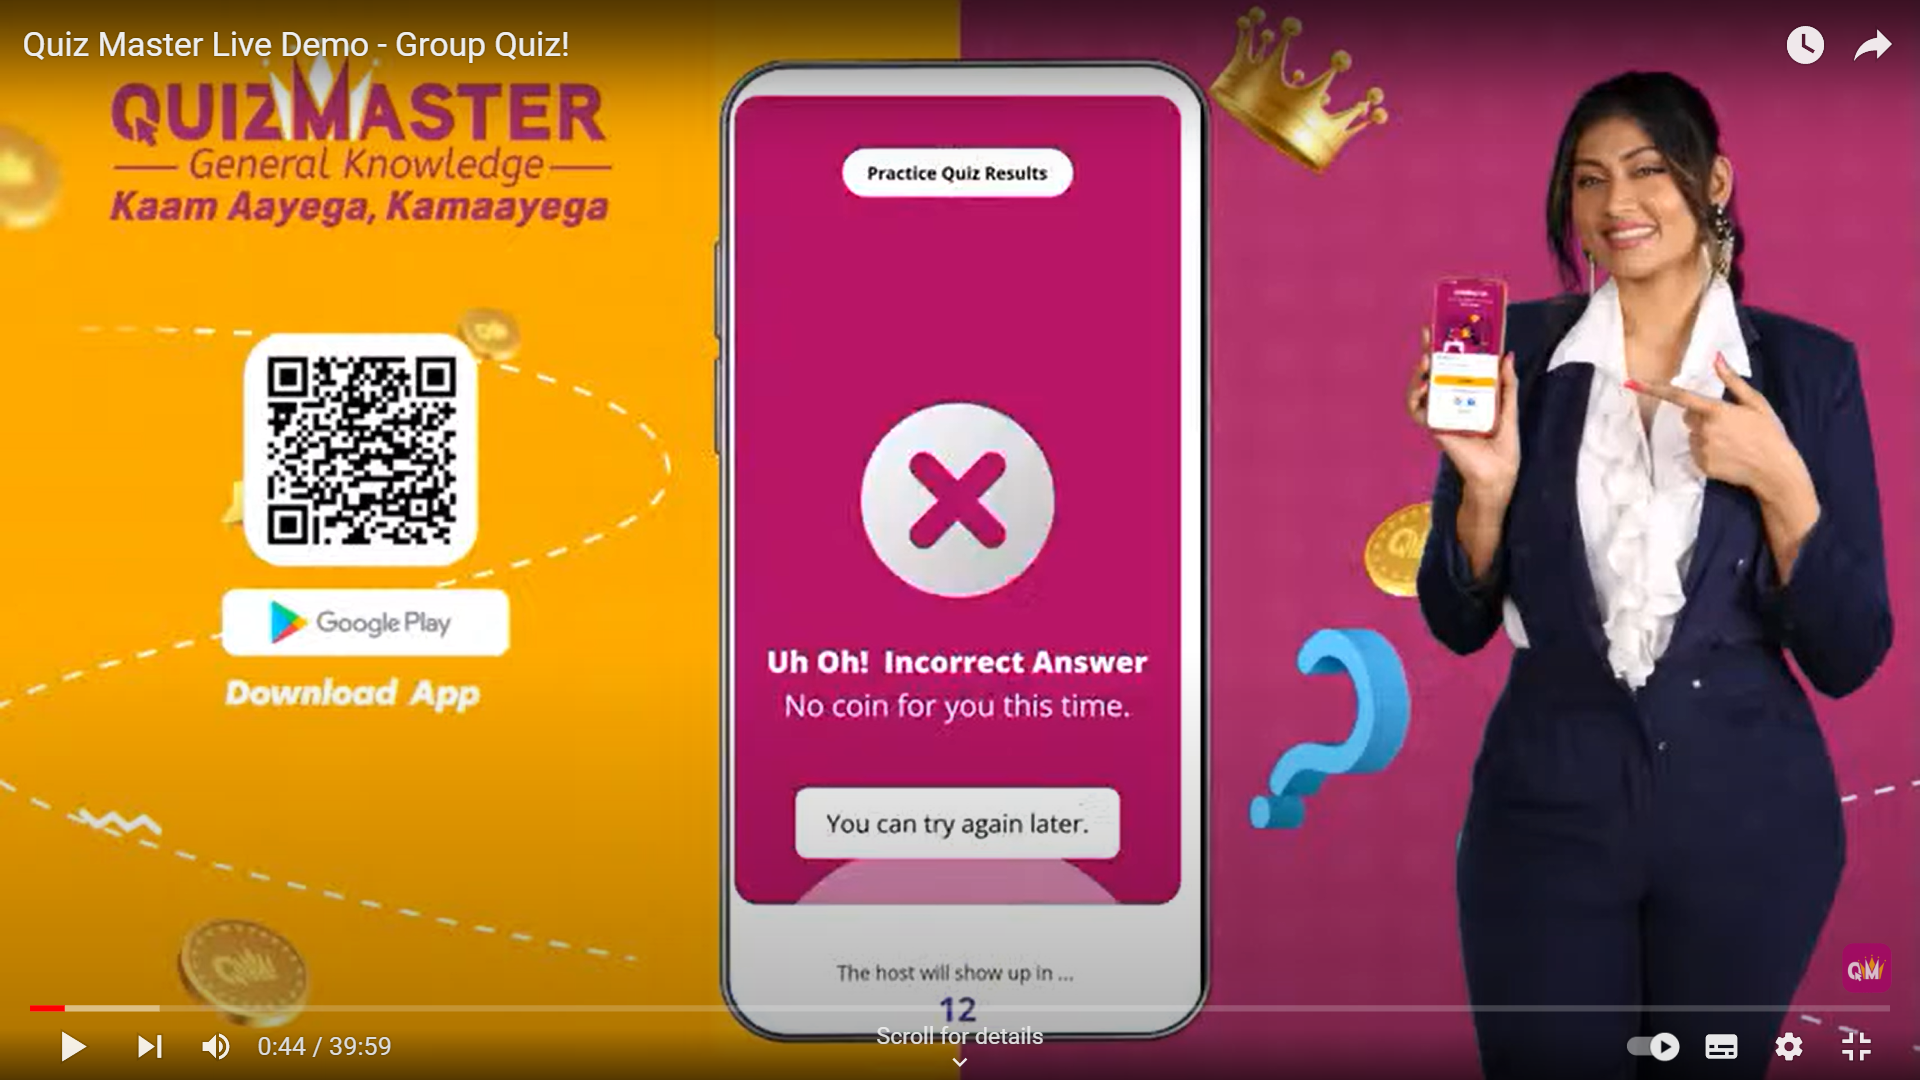 Quiz Master Live Demo - Group Quiz!
QUIZMASTER
General Knowledge
Kaam Aayega, Kamaayega
Google Play
Download App
Practice Quiz Results
Uh Oh! Incorrect Answer
No coin for you this time.
You can try again later.
The host will show up in ...
12
Scroll for details
0:44 / 39:59
QM